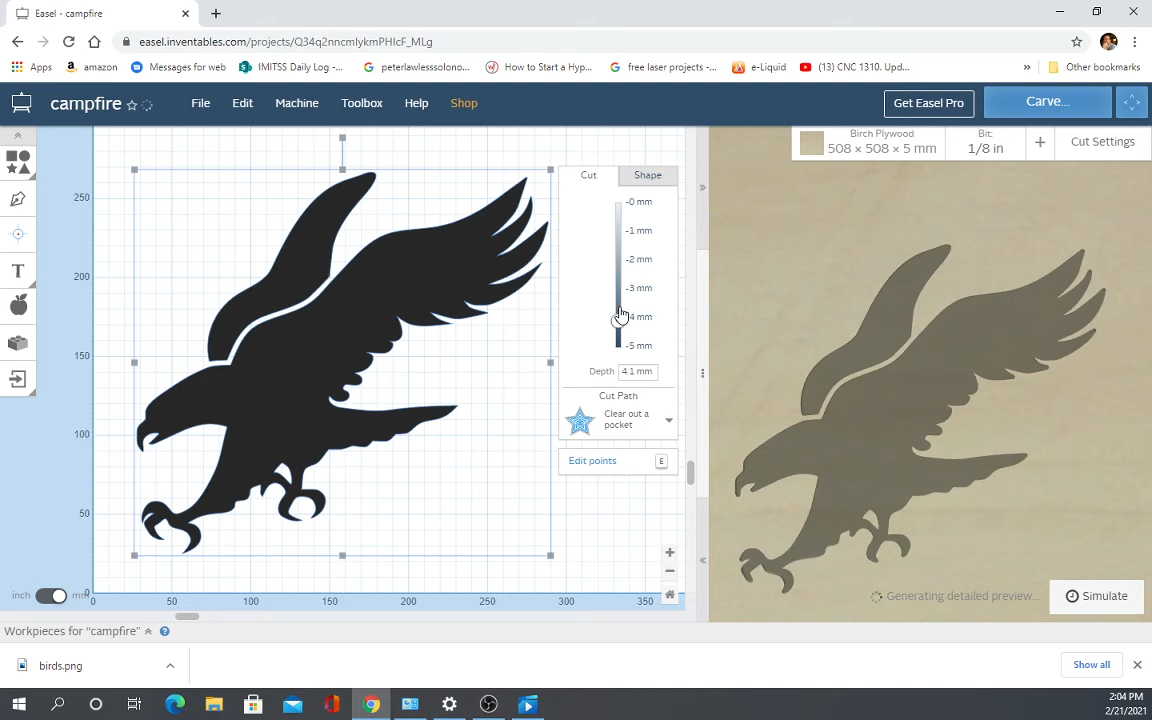 Easel - campfire
easel.inventables.com/projects/Q34q2nncmlykmPHIcF_MLg
Apps
amazon
Messages for web
IMITSS Daily Log -...
peterlawlesssolono...
How to Start a Hyp...
free laser projects -...
e-Liquid
(13) CNC 1310. Upd...
Other bookmarks
campfire
File
Edit
Machine
Toolbox
Help
Shop
Get Easel Pro
Carve...
Birch Plywood
508 × 508 × 5 mm
Bit:
1/8 in
Cut Settings
Cut
Shape
-0 mm
-1 mm
-2 mm
-3 mm
4 mm
-5 mm
Depth 4.1 mm
Cut Path
Clear out a
pocket
Edit points
E
T
250
200
150
100
50
0
0
50
100
150
200
250
300
350
inch
mm
Generating detailed preview...
Simulate
Workpieces for “campfire”
birds.png
Show all
2:04 PM
2/21/2021